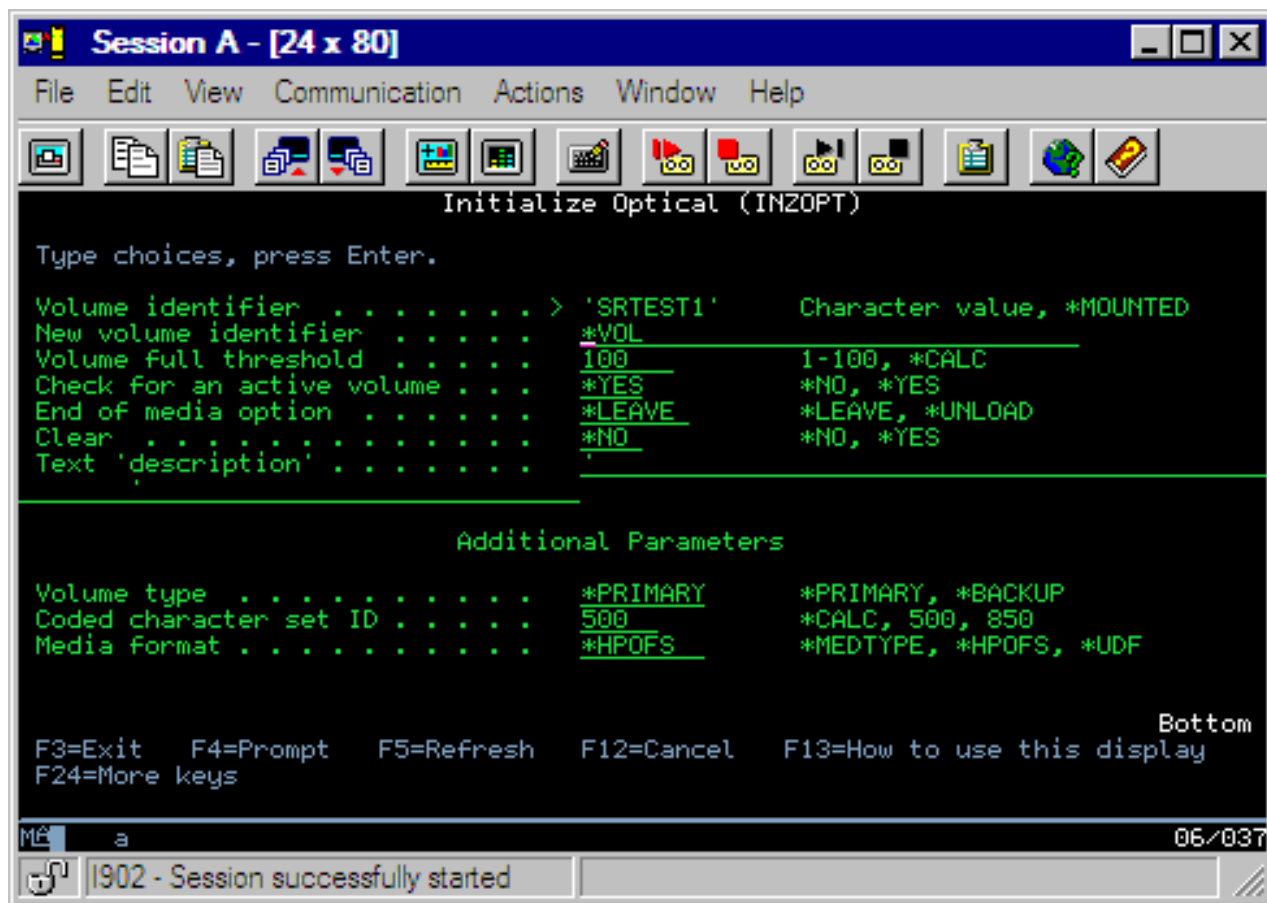 Session A - [24 x 80]
File Edit View Communication Actions Window Help
Initialize Optical (INZOPT)
Type choices, press Enter.
Volume identifier . . . . . . . > 'SRTEST1' Character value, *MOUNTED
New volume identifier . . . . . *VOL
Volume full threshold . . . . . 100 1-100, *CALC
Check for an active volume . . . *YES *NO, *YES
End of media option . . . . . . *LEAVE *LEAVE, *UNLOAD
Clear . . . . . . . . . . . . . *NO *NO, *YES
Text 'description' . . . . . . . '
'
Additional Parameters
Volume type . . . . . . . . . . *PRIMARY *PRIMARY, *BACKUP
Coded character set ID . . . . . 500 *CALC, 500, 850
Media format . . . . . . . . . . *HPOFS *MEDTYPE, *HPOFS, *UDF
Bottom
F3=Exit F4=Prompt F5=Refresh F12=Cancel F13=How to use this display
F24=More keys
MA a 06/037
I902 - Session successfully started